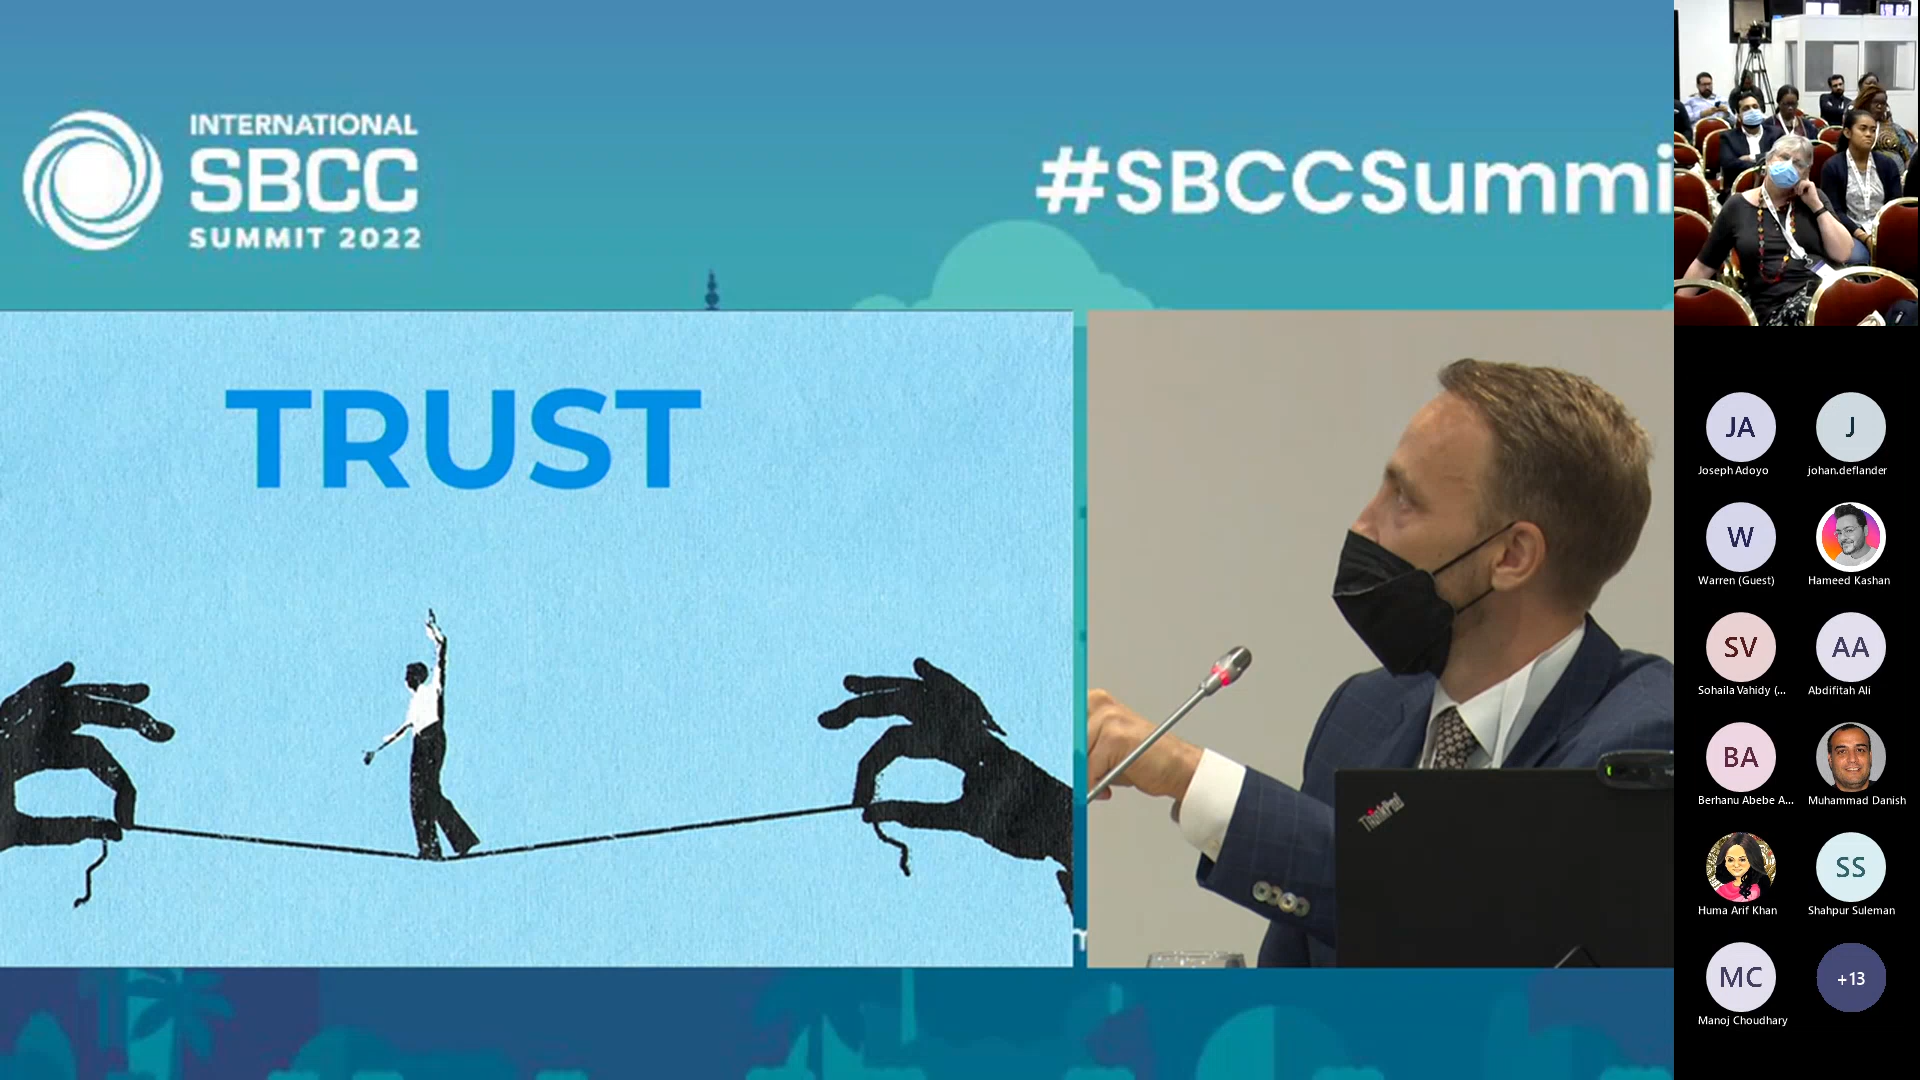 INTERNATIONAL
SBCC
SUMMIT 2022
#SBCCSummi
TRUST
ThinkPad
JA
Joseph Adoyo
J
johan.deflander
W
Warren (Guest)
Hameed Kashan
SV
Sohaila Vahidy (...
AA
Abdifitah Ali
BA
Berhanu Abebe A...
Muhammad Danish
Huma Arif Khan
SS
Shahpur Suleman
MC
Manoj Choudhary
+13